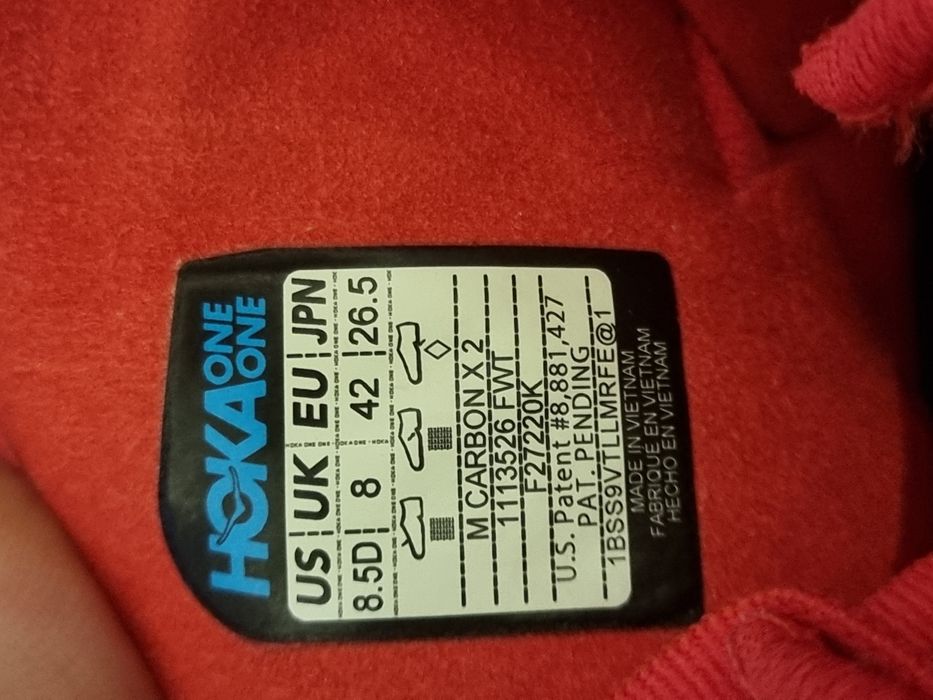 HOKA ONE ONE
US UK EU JPN
8.5D 8 42 26.5
M CARBON X 2
1113526 FWT
F27220K
U.S. Patent #8,881,427
PAT. PENDING
1BSS9VTLLMRFE@1
MADE IN VIETNAM
FABRIQUE EN VIETNAM
HECHO EN VIETNAM